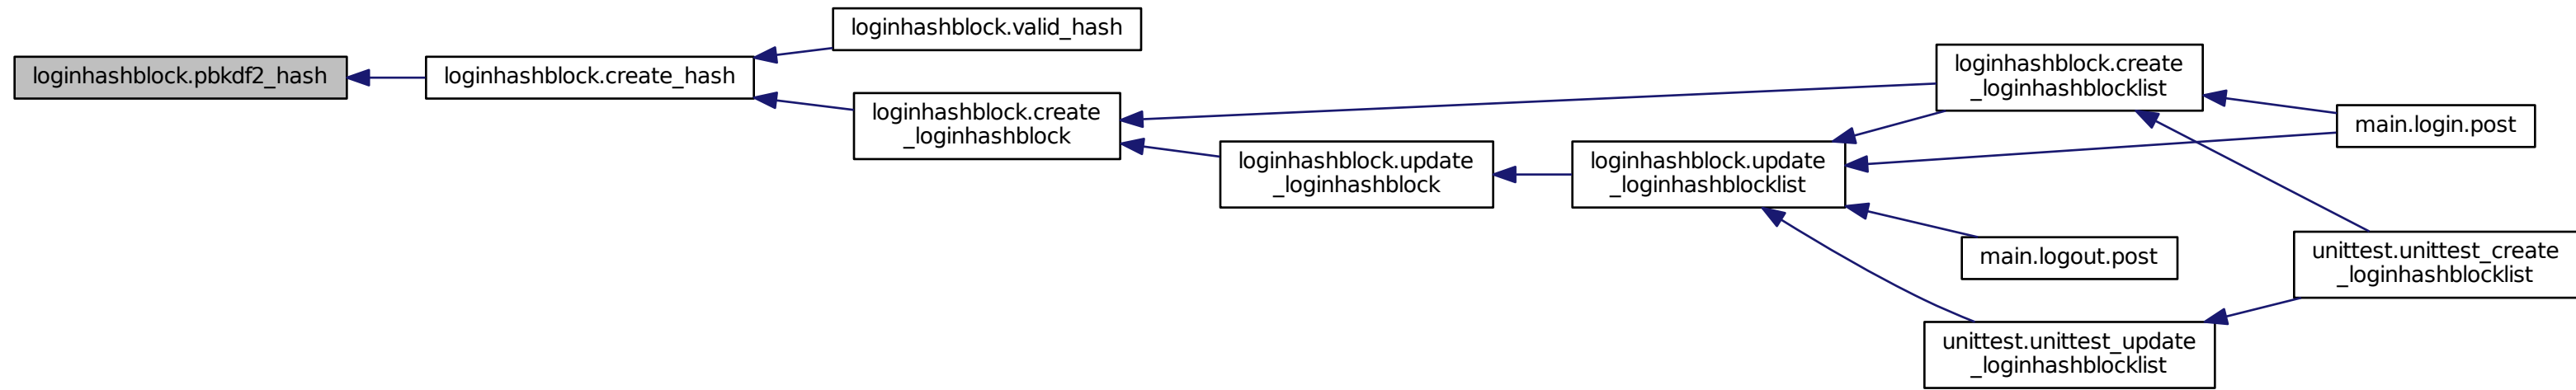 loginhashblock.pbkdf2_hash
loginhashblock.create_hash
loginhashblock.valid_hash
loginhashblock.create
_loginhashblock
loginhashblock.update
_loginhashblock
loginhashblock.update
_loginhashblocklist
loginhashblock.create
_loginhashblocklist
main.login.post
main.logout.post
unittest.unittest_create
_loginhashblocklist
unittest.unittest_update
_loginhashblocklist